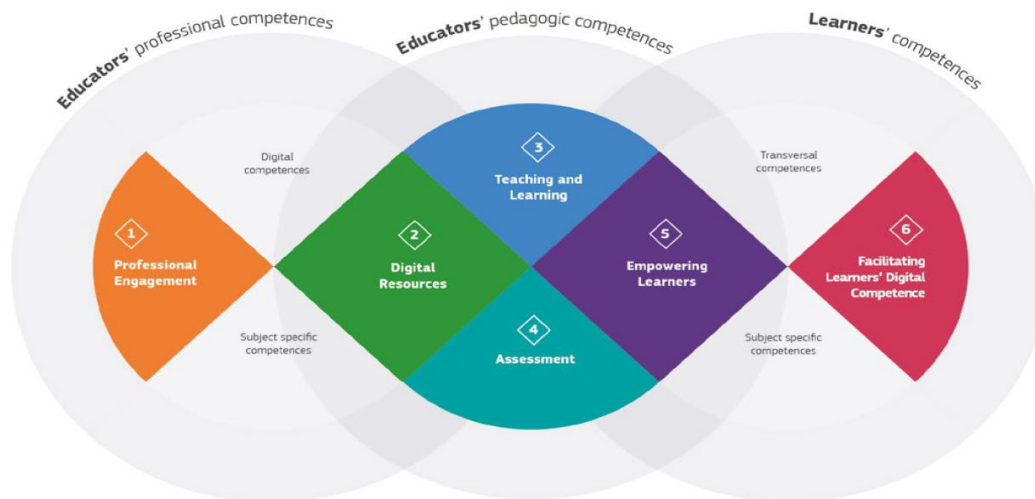 Educators' professional competences
Educators' pedagogic competences
Learners' competences
Digital
competences
3
Teaching and
Learning
Transversal
competences
1
Professional
Engagement
2
Digital
Resources
5
Empowering
Learners
6
Facilitating
Learners' Digital
Competence
Subject specific
competences
4
Assessment
Subject specific
competences